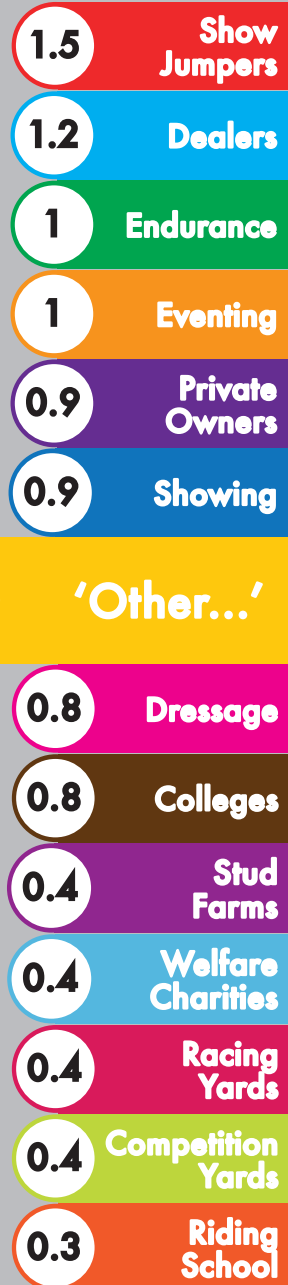 1.5
Show
Jumpers
1.2
Dealers
1
Endurance
1
Eventing
0.9
Private
Owners
0.9
Showing
‘Other...’
0.8
Dressage
0.8
Colleges
0.4
Stud
Farms
0.4
Welfare
Charities
0.4
Racing
Yards
0.4
Competition
Yards
0.3
Riding
School